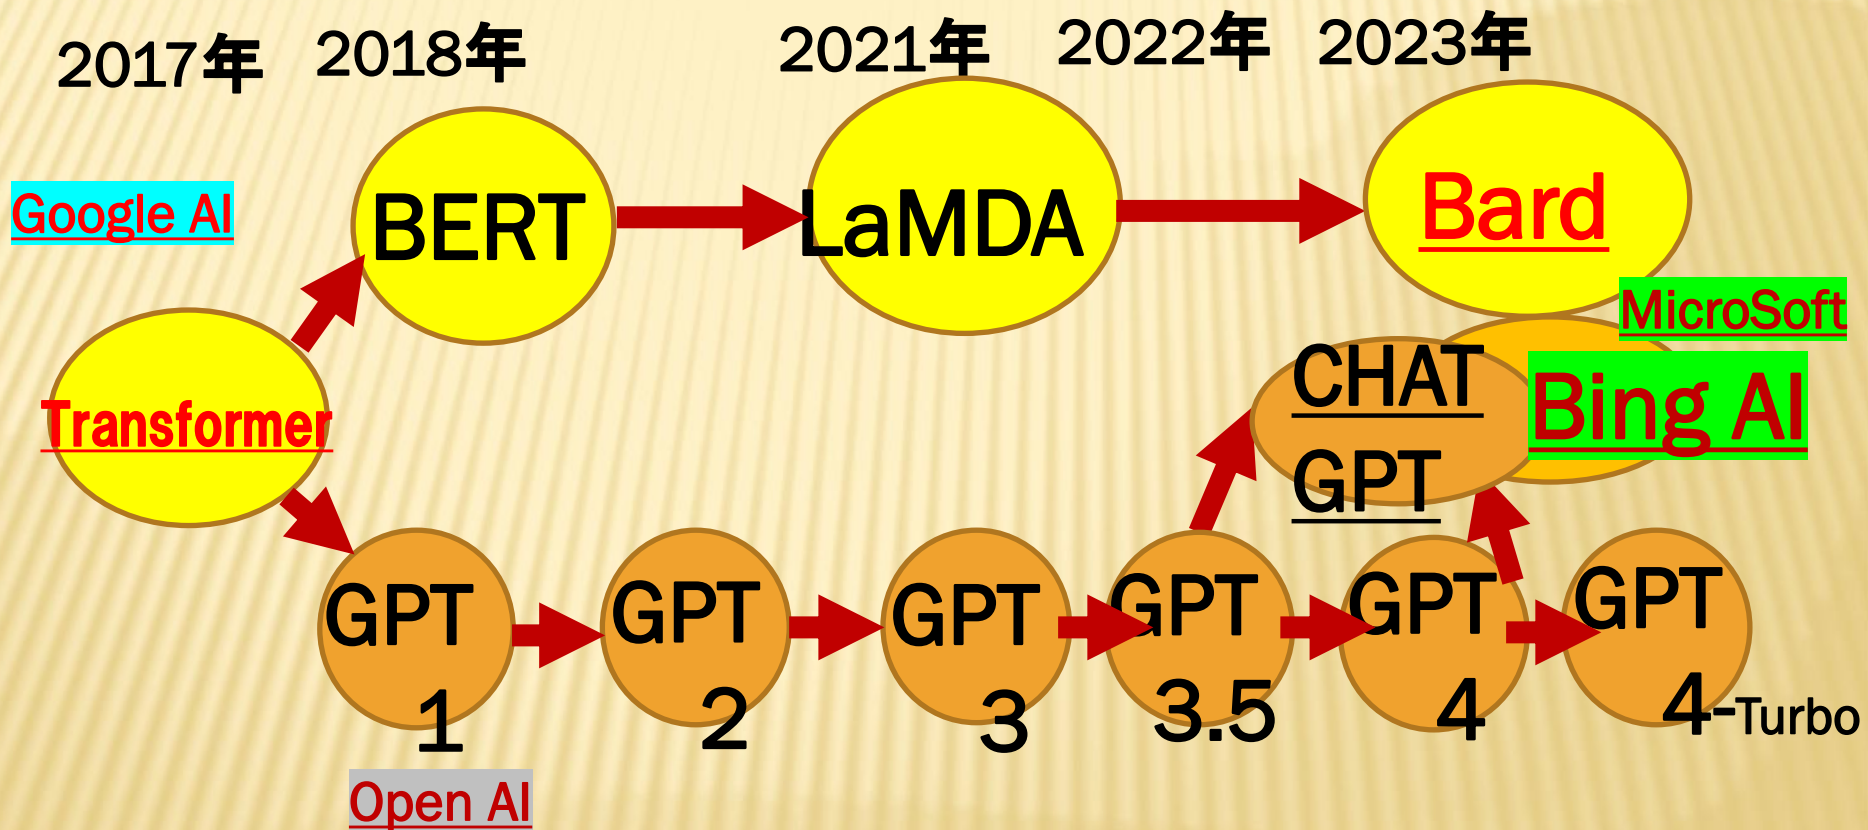 2017年 2018年 2021年 2022年 2023年
Google AI
BERT
LaMDA
Bard
MicroSoft
Transformer
CHAT
GPT
Bing AI
GPT
1
GPT
2
GPT
3
GPT
3.5
GPT
4
GPT
4-Turbo
Open AI